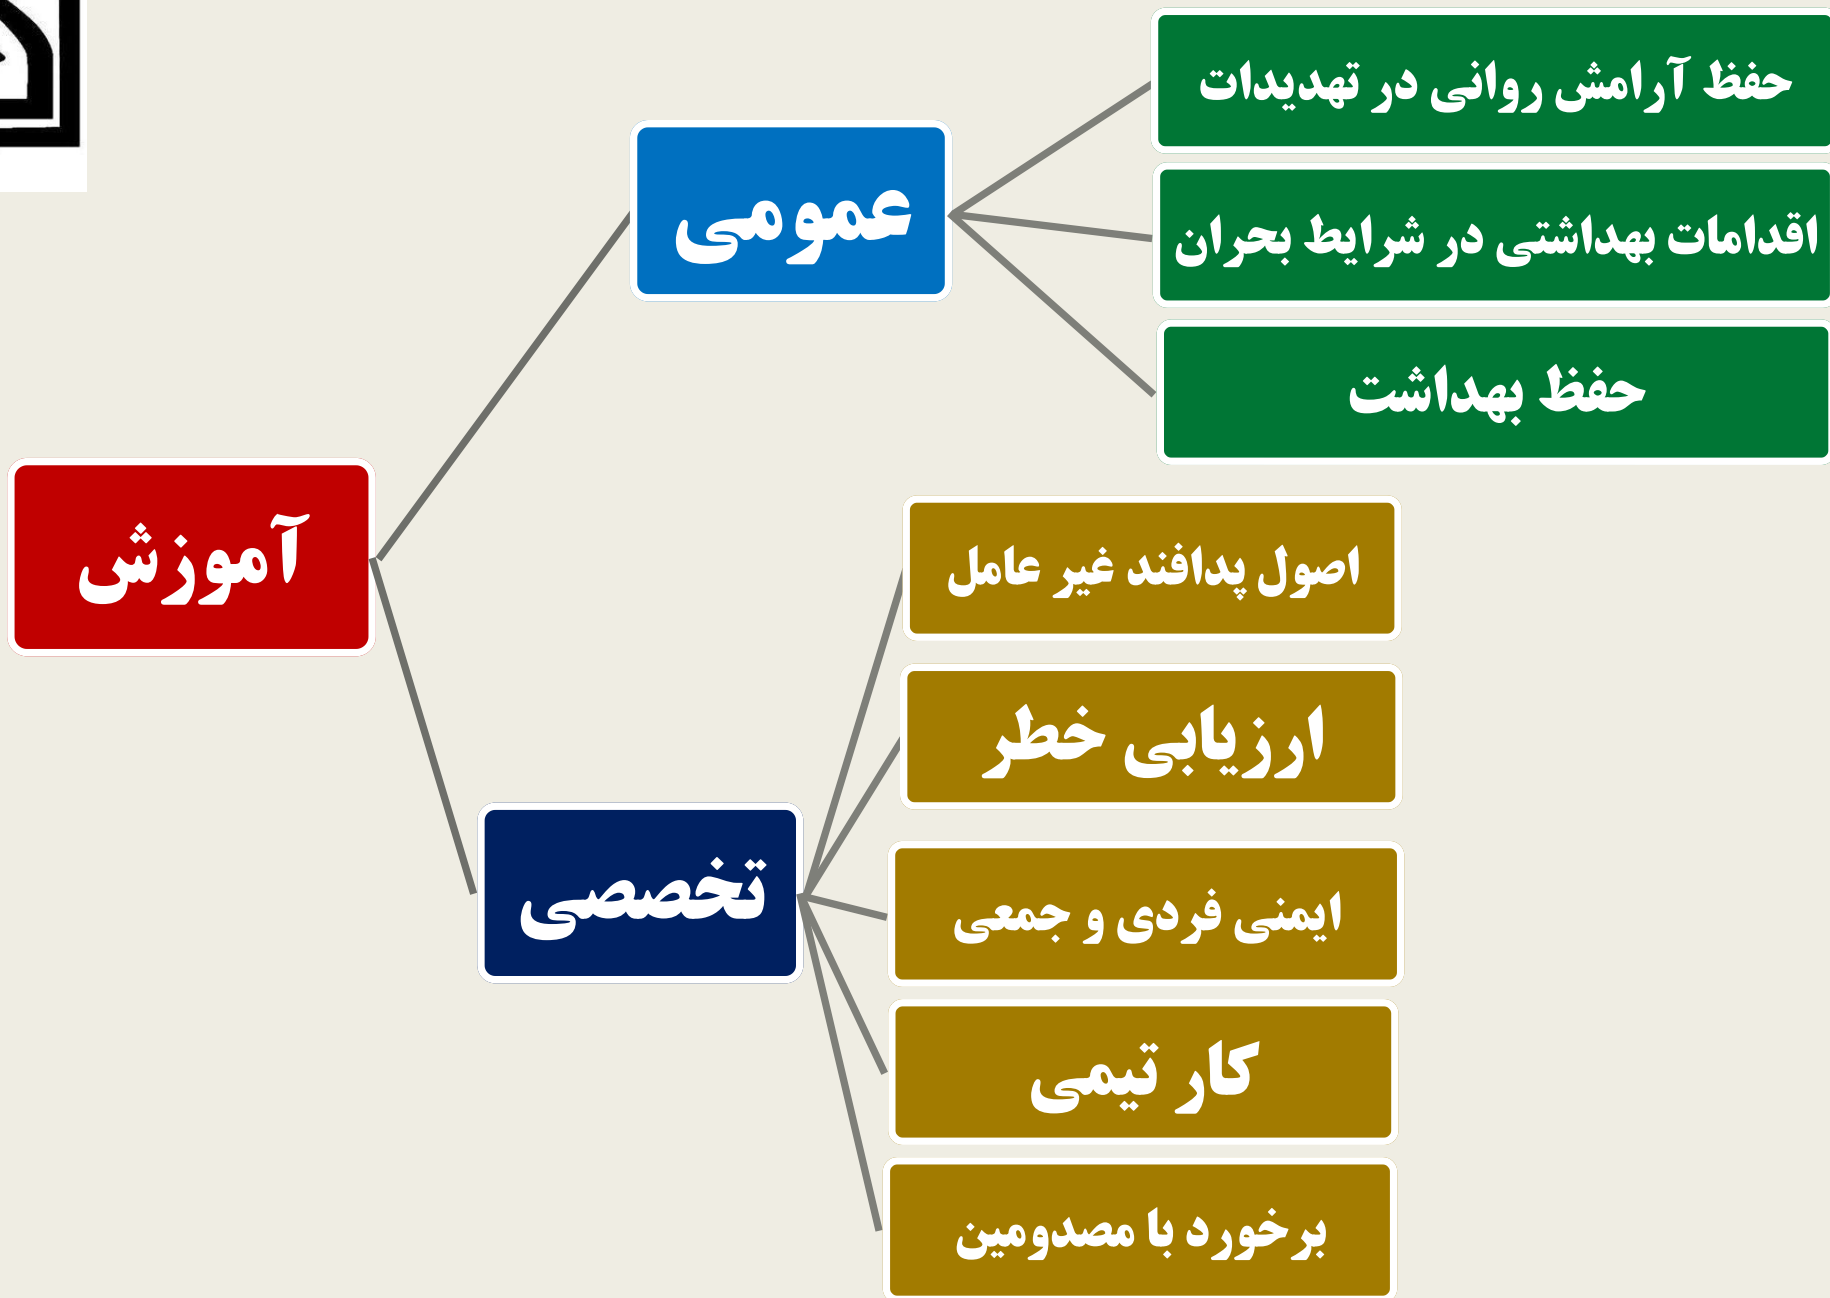 آموزش
عمومی
حفظ آرامش روانی در تهدیدات
اقدامات بهداشتی در شرایط بحران
حفظ بهداشت
تخصصی
اصول پدافند غیر عامل
ارزیابی خطر
ایمنی فردی و جمعی
کار تیمی
برخورد با مصدومین